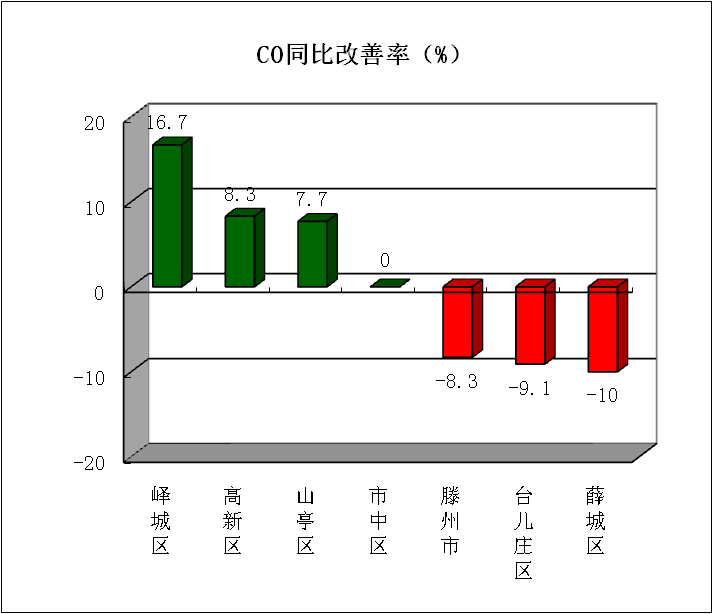 CO同比改善率（%）
20
10
0
-10
-20
16.7
8.3
7.7
0
-8.3
-9.1
-10
峄城区
高新区
山亭区
市中区
滕州市
台儿庄区
薛城区